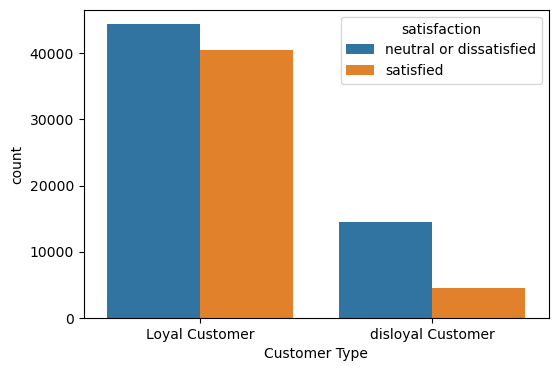 satisfaction
neutral or dissatisfied
satisfied
count
40000
30000
20000
10000
0
Loyal Customer
disloyal Customer
Customer Type